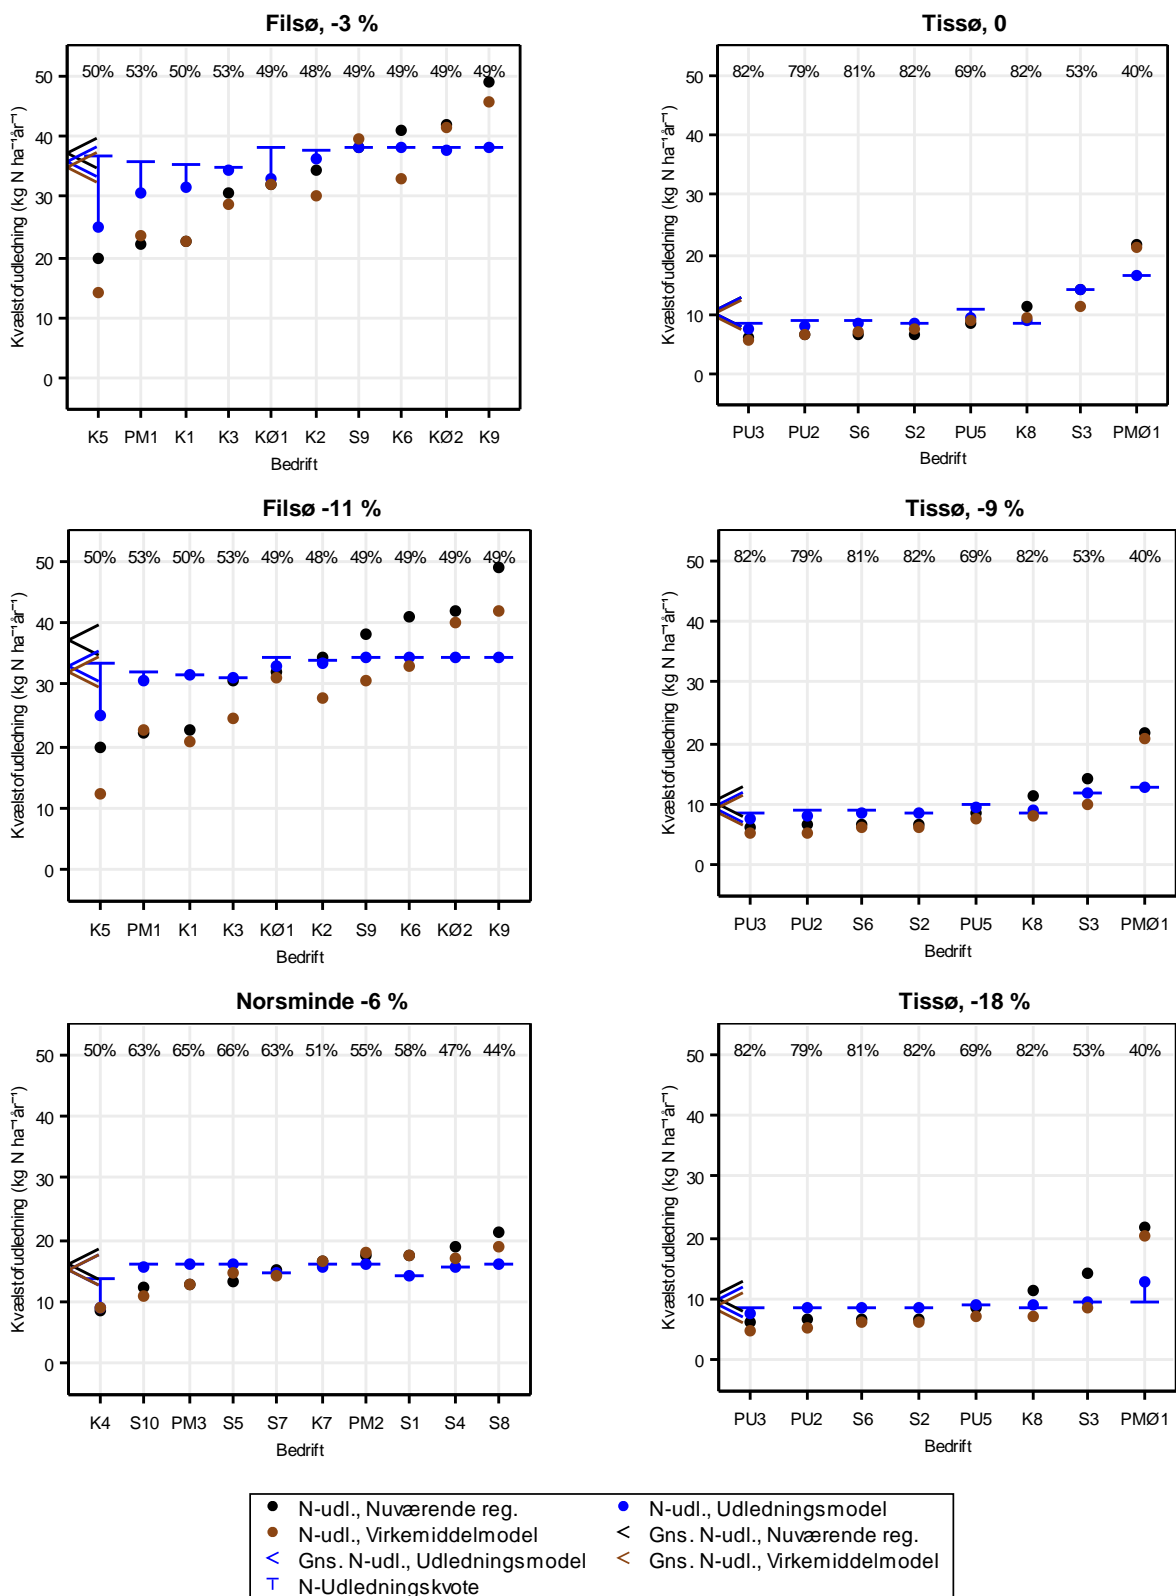 Filsø, -3 %
50% 53% 50% 53% 49% 48% 49% 49% 49% 49%
Kvælstofudledning (kg N ha⁻¹år⁻¹)
50
40
30
20
10
0
K5 PM1 K1 K3 KØ1 K2 S9 K6 KØ2 K9
Bedrift
Tissø, 0
82% 79% 81% 82% 69% 82% 53% 40%
Kvælstofudledning (kg N ha⁻¹år⁻¹)
50
40
30
20
10
0
PU3 PU2 S6 S2 PU5 K8 S3 PMØ1
Bedrift
Filsø -11 %
50% 53% 50% 53% 49% 48% 49% 49% 49% 49%
Kvælstofudledning (kg N ha⁻¹år⁻¹)
50
40
30
20
10
0
K5 PM1 K1 K3 KØ1 K2 S9 K6 KØ2 K9
Bedrift
Tissø, -9 %
82% 79% 81% 82% 69% 82% 53% 40%
Kvælstofudledning (kg N ha⁻¹år⁻¹)
50
40
30
20
10
0
PU3 PU2 S6 S2 PU5 K8 S3 PMØ1
Bedrift
Norsminde -6 %
50% 63% 65% 66% 63% 51% 55% 58% 47% 44%
Kvælstofudledning (kg N ha⁻¹år⁻¹)
50
40
30
20
10
0
K4 S10 PM3 S5 S7 K7 PM2 S1 S4 S8
Bedrift
Tissø, -18 %
82% 79% 81% 82% 69% 82% 53% 40%
Kvælstofudledning (kg N ha⁻¹år⁻¹)
50
40
30
20
10
0
PU3 PU2 S6 S2 PU5 K8 S3 PMØ1
Bedrift
N-udl., Nuværende reg.
N-udl., Udledningsmodel
N-udl., Virkemiddelmodel
Gns. N-udl., Nuværende reg.
Gns. N-udl., Udledningsmodel
Gns. N-udl., Virkemiddelmodel
N-Udledningskvote